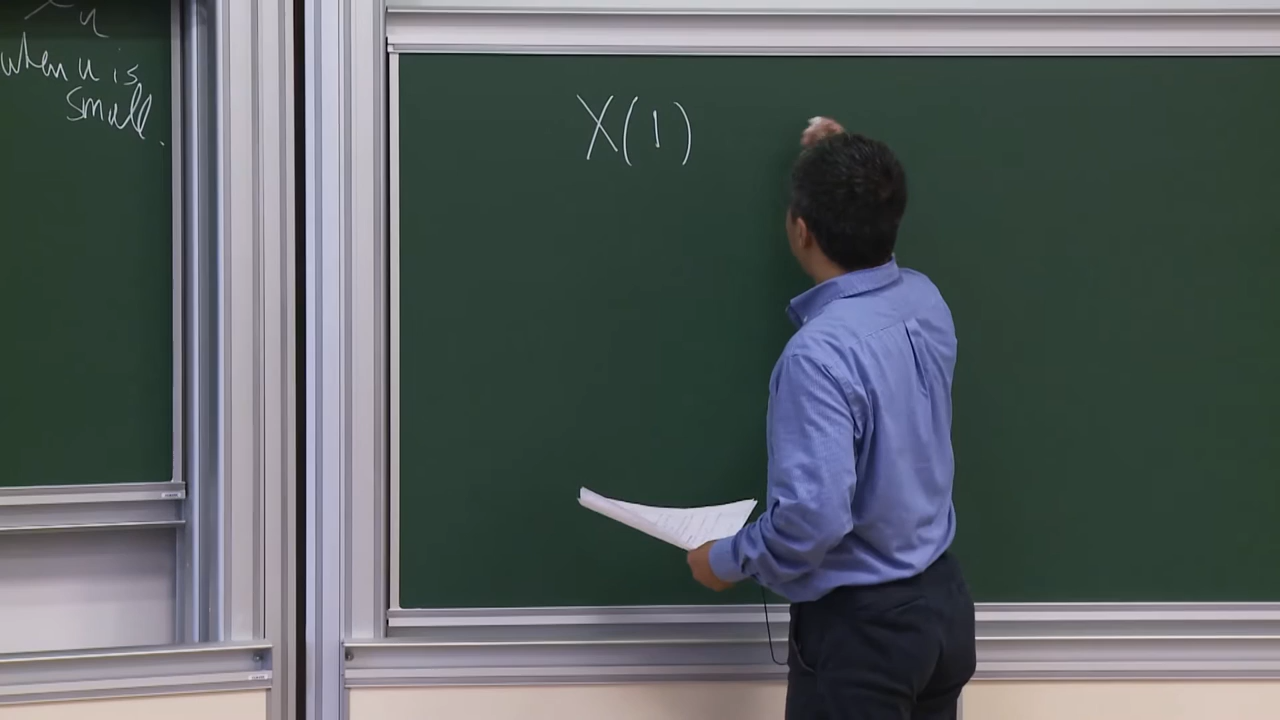 u
when u is
small.
X(1)